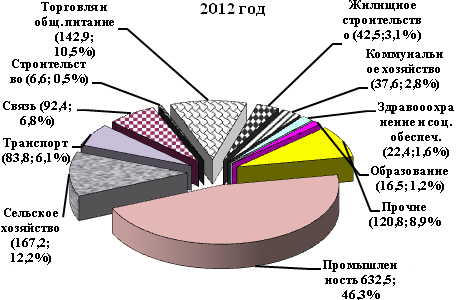 2012 год
Торговля и
общ. питание
(142,9;
10,5%)
Строительст
во (6,6; 0,5%)
Связь (92,4;
6,8%)
Транспорт
(83,8; 6,1%)
Сельское
хозяйство
(167,2;
12,2%)
Жилищное
строительств
о (42,5;3,1%)
Коммунальн
ое хозяйство
(37,6; 2,8%)
Здравоохра
нение и соц.
обеспеч.
(22,4;1,6%)
Образование
(16,5; 1,2%)
Прочие
(120,8; 8,9%
Промышлен
ность 632,5;
46,3%